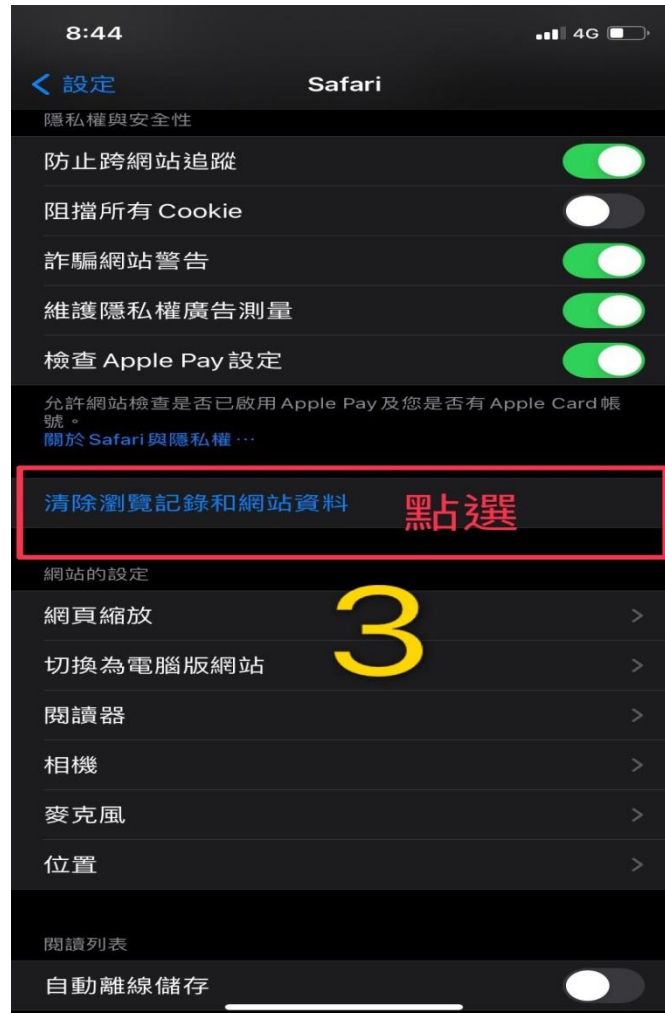 8:44
4G
設定
Safari
隱私權與安全性
防止跨網站追蹤
阻擋所有 Cookie
詐騙網站警告
維護隱私權廣告測量
檢查 Apple Pay 設定
允許網站檢查是否已啟用 Apple Pay 及您是否有 Apple Card 帳
號。
關於 Safari 與隱私權⋯
清除瀏覽記錄和網站資料
點選
網站的設定
3
網頁縮放
切換為電腦版網站
閱讀器
相機
麥克風
位置
閱讀列表
自動離線儲存